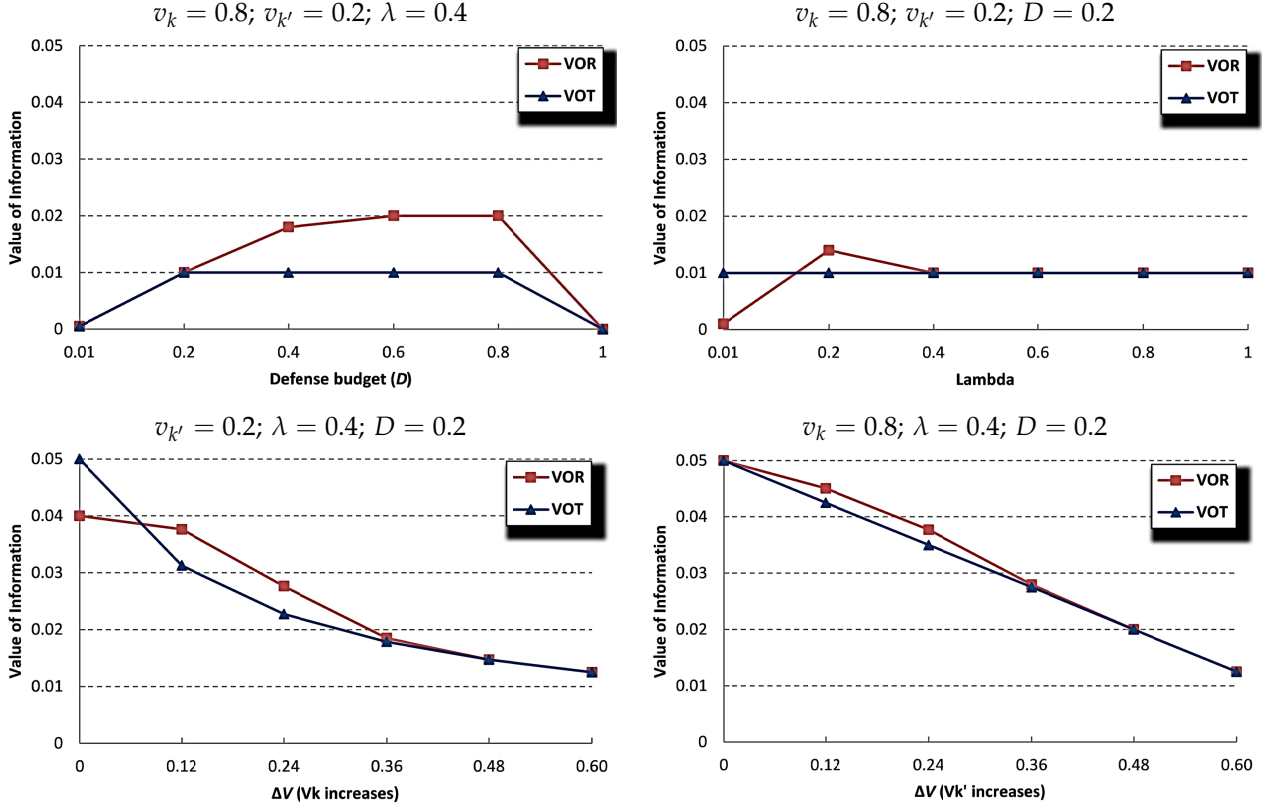 v_k = 0.8; v_{k′} = 0.2; λ = 0.4
0.05
0.04
0.03
0.02
0.01
0
Value of Information
VOR
VOT
0.01 0.2 0.4 0.6 0.8 1
Defense budget (D)
v_k = 0.8; v_{k′} = 0.2; D = 0.2
0.05
0.04
0.03
0.02
0.01
0
Value of Information
VOR
VOT
0.01 0.2 0.4 0.6 0.8 1
Lambda
v_{k′} = 0.2; λ = 0.4; D = 0.2
0.05
0.04
0.03
0.02
0.01
0
Value of Information
VOR
VOT
0 0.12 0.24 0.36 0.48 0.60
ΔV (Vk increases)
v_k = 0.8; λ = 0.4; D = 0.2
0.05
0.04
0.03
0.02
0.01
0
Value of Information
VOR
VOT
0 0.12 0.24 0.36 0.48 0.60
ΔV (Vk' increases)